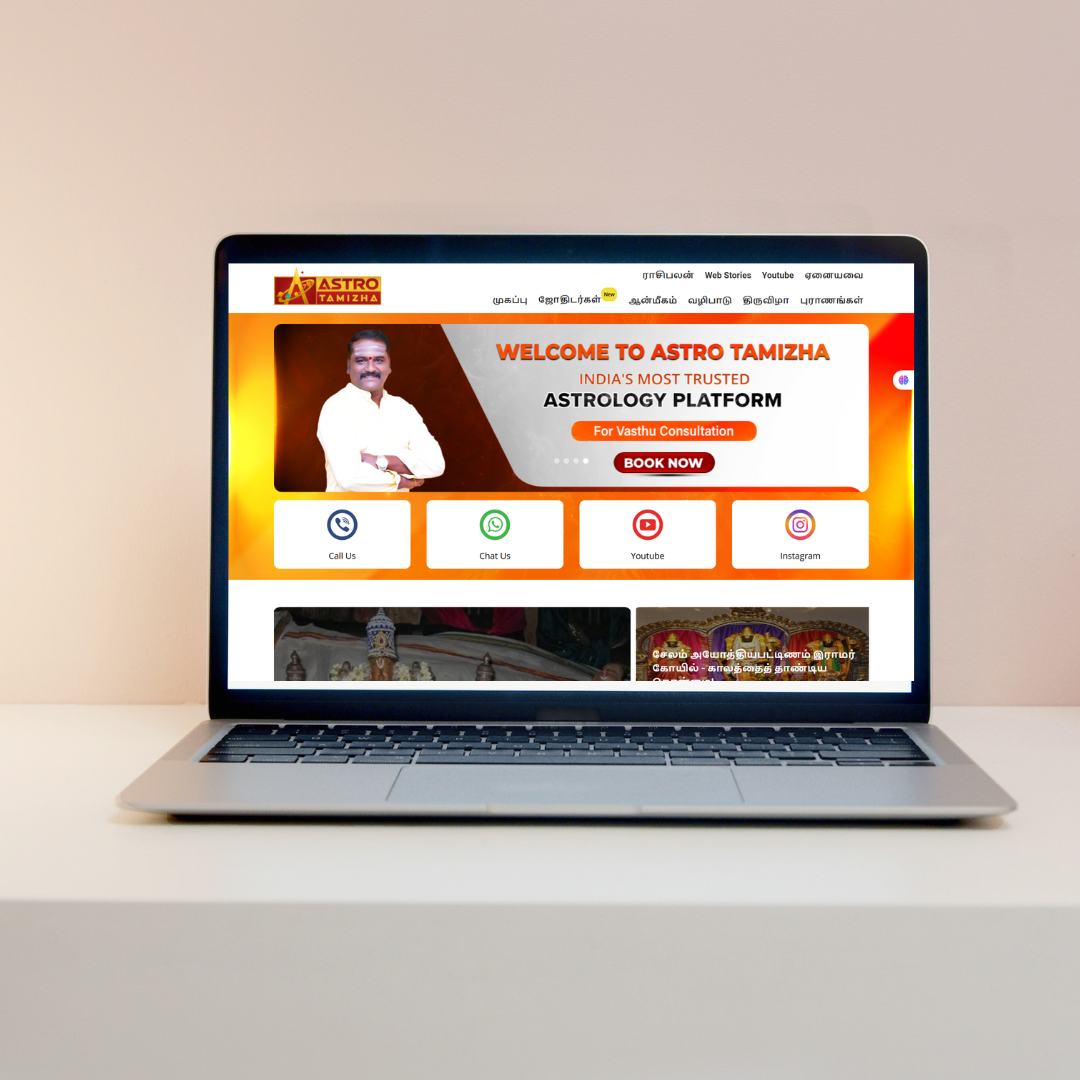 ASTRO
TAMIZHA
ராசிபலன் Web Stories Youtube ஏனையவை
முகப்பு ஜோதிடர்கள் New ஆன்மீகம் வழிபாடு திருவிழா புராணங்கள்
WELCOME TO ASTRO TAMIZHA
INDIA'S MOST TRUSTED
ASTROLOGY PLATFORM
For Vasthu Consultation
BOOK NOW
Call Us
Chat Us
Youtube
Instagram
சேலம் அயோத்தியபட்டிணம் இராமர்
கோயில் - காலத்தைத் தாண்டிய